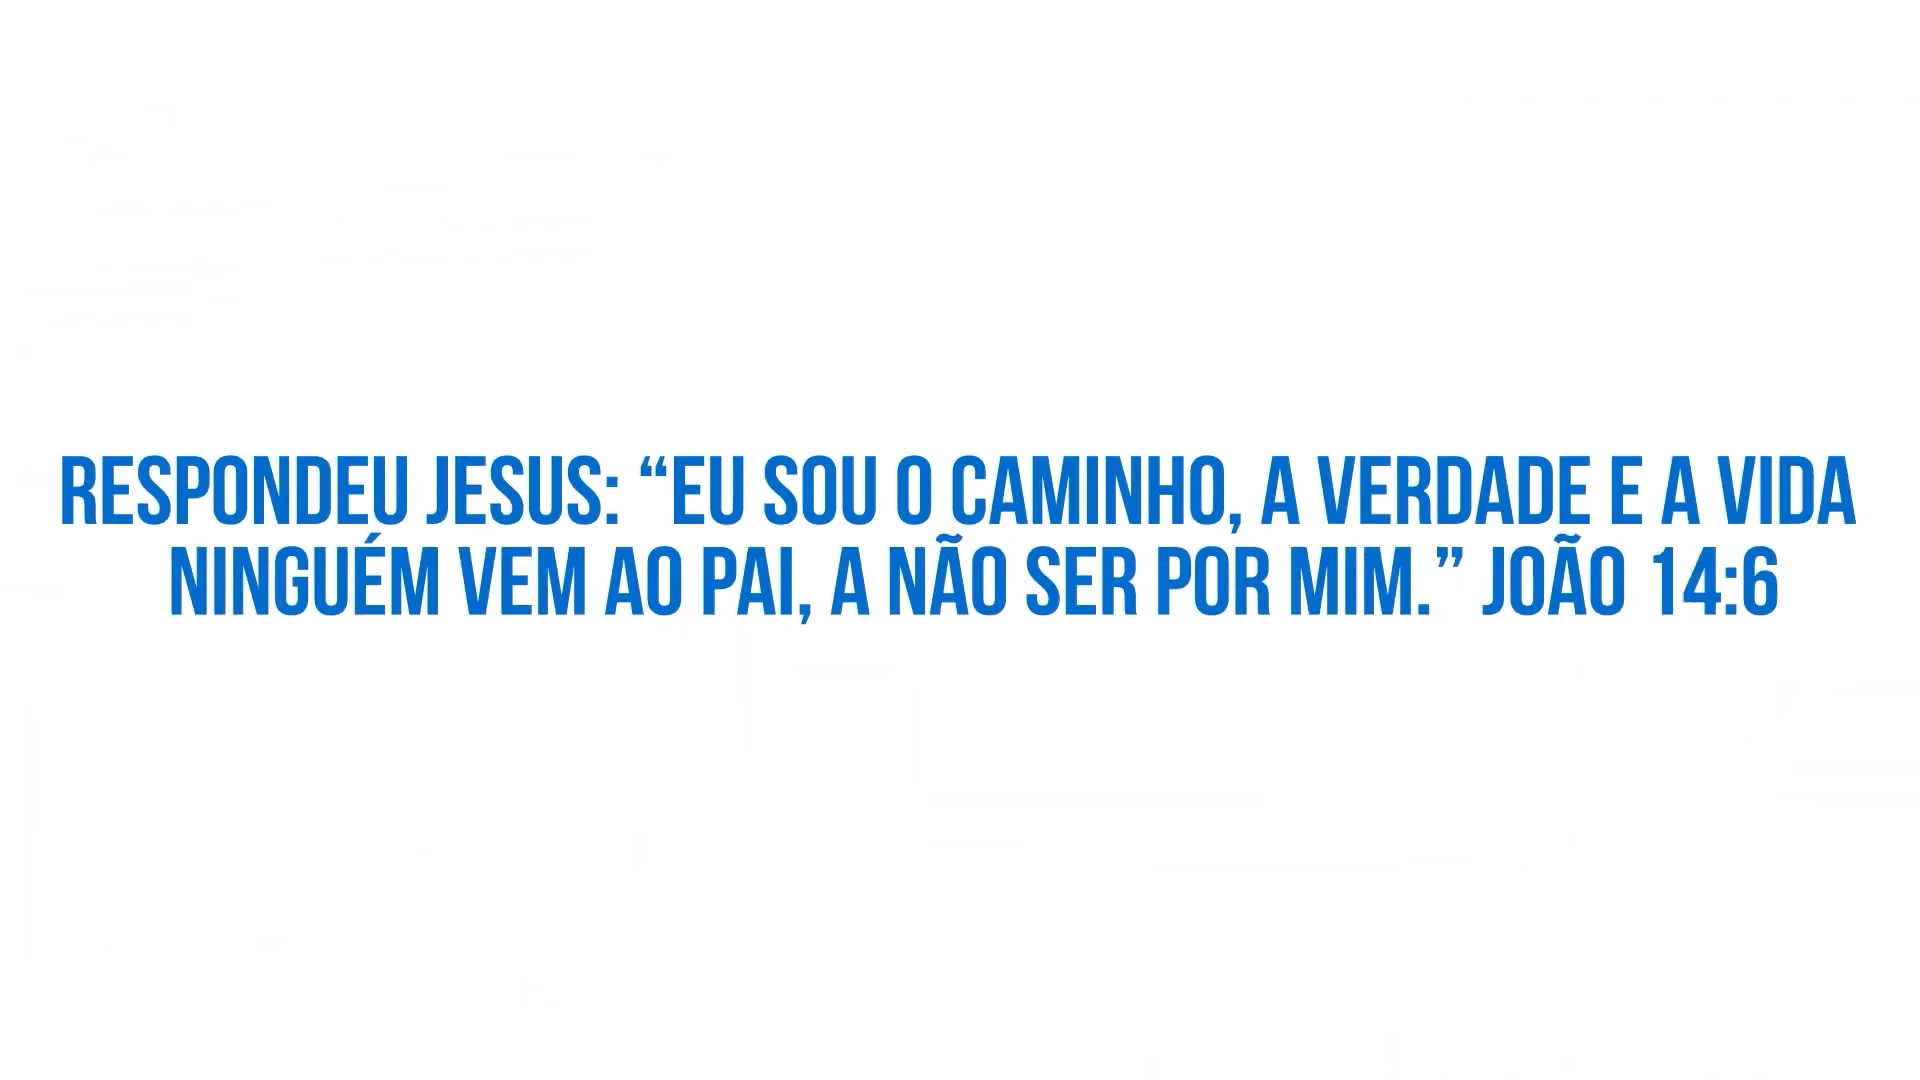 RESPONDEU JESUS: “EU SOU O CAMINHO, A VERDADE E A VIDA
NINGUÉM VEM AO PAI, A NÃO SER POR MIM.” JOÃO 14:6